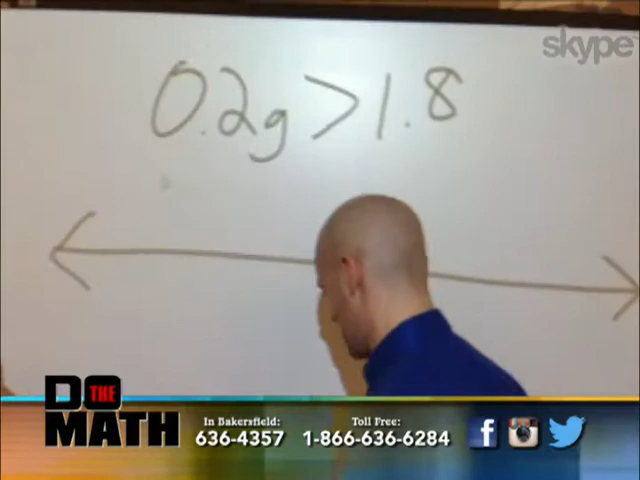 skype
0.2g > 1.8
DO THE MATH
In Bakersfield:
636-4357
Toll Free:
1-866-636-6284